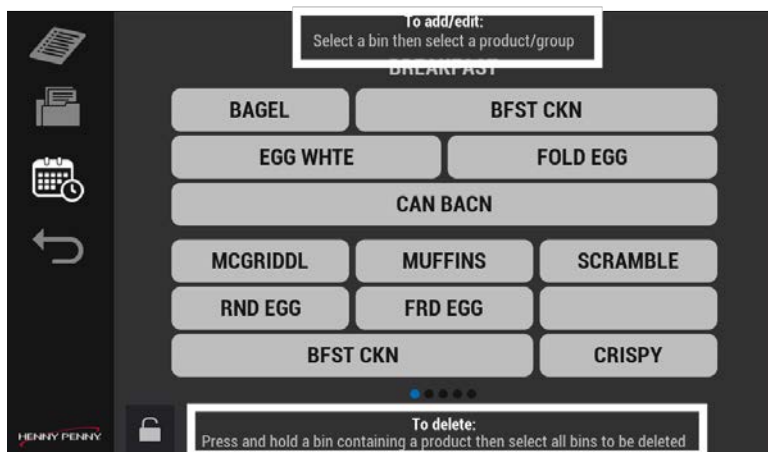 To add/edit:
Select a bin then select a product/group
BREAKFAST
BAGEL BFST CKN
EGG WHTE FOLD EGG
CAN BACN
MCGRIDDL MUFFINS SCRAMBLE
RND EGG FRD EGG
BFST CKN CRISPY
To delete:
Press and hold a bin containing a product then select all bins to be deleted
HENNY PENNY